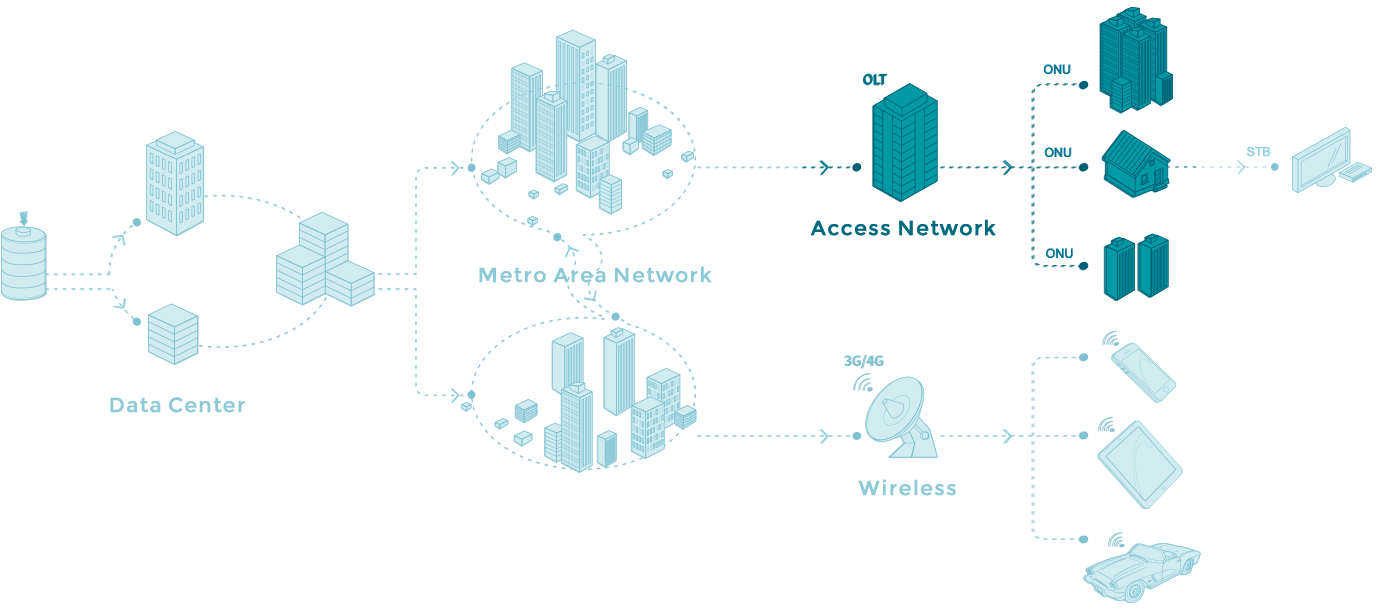 OLT
ONU
ONU
STB
Access Network
ONU
Metro Area Network
3G/4G
Data Center
Wireless